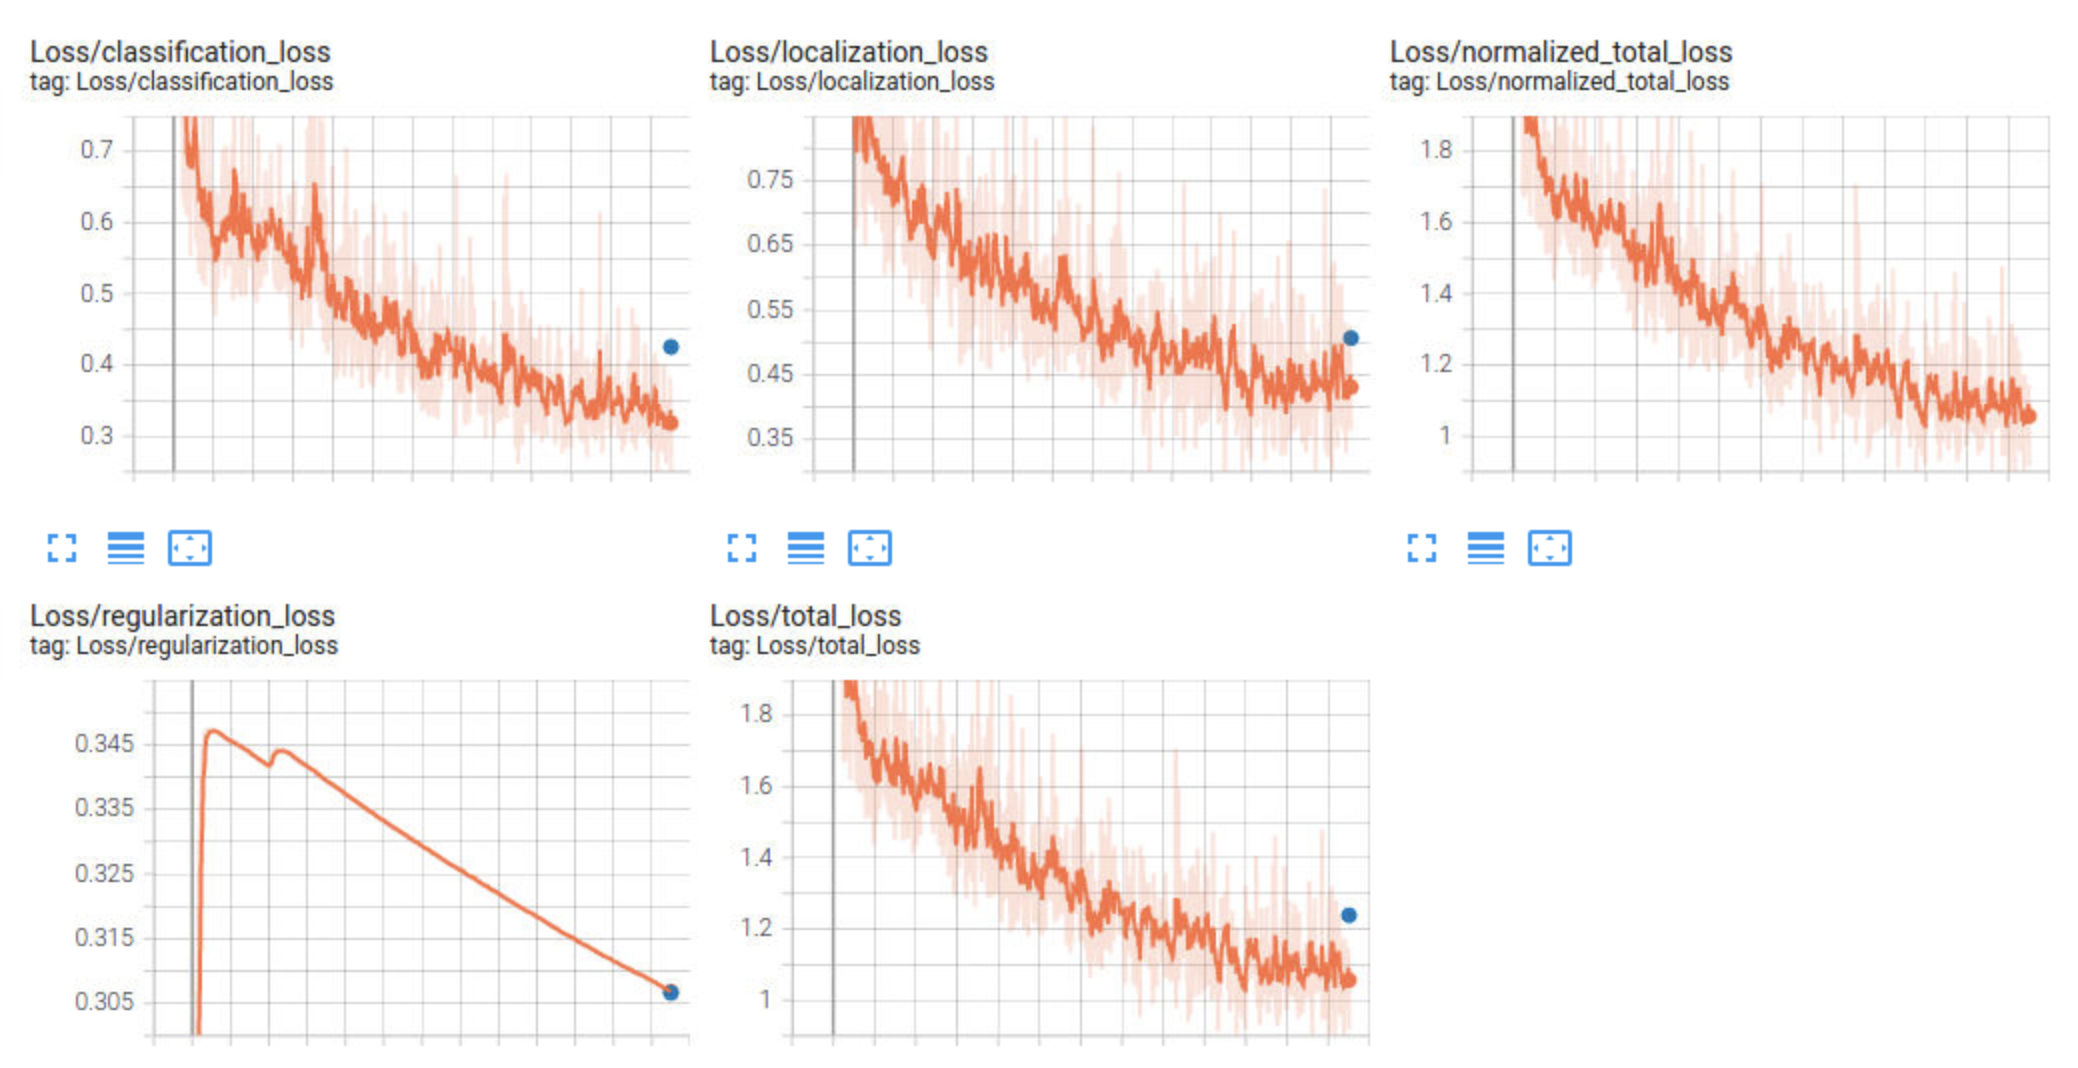 Loss/classification_loss
tag: Loss/classification_loss
0.7
0.6
0.5
0.4
0.3
Loss/localization_loss
tag: Loss/localization_loss
0.75
0.65
0.55
0.45
0.35
Loss/normalized_total_loss
tag: Loss/normalized_total_loss
1.8
1.6
1.4
1.2
1
Loss/regularization_loss
tag: Loss/regularization_loss
0.345
0.335
0.325
0.315
0.305
Loss/total_loss
tag: Loss/total_loss
1.8
1.6
1.4
1.2
1